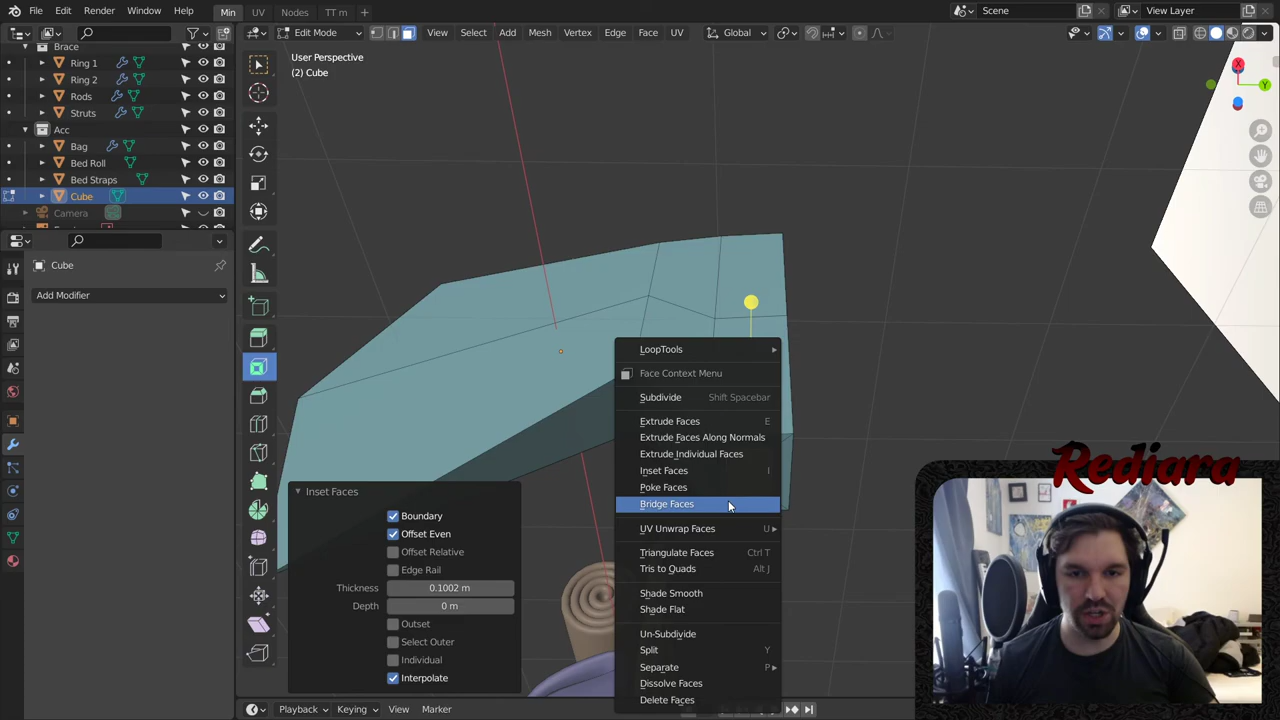 File Edit Render Window Help Min UV Nodes TT m + Scene View Layer
Edit Mode View Select Add Mesh Vertex Edge Face UV Global
Brace
Ring 1
Ring 2
Rods
Struts
Acc
Bag
Bed Roll
Bed Straps
Cube
Camera
Cube
Add Modifier
User Perspective
(2) Cube
X
Y
LoopTools
Face Context Menu
Subdivide Shift Spacebar
Extrude Faces E
Extrude Faces Along Normals
Extrude Individual Faces
Inset Faces I
Poke Faces
Bridge Faces
UV Unwrap Faces U
Triangulate Faces Ctrl T
Tris to Quads Alt J
Shade Smooth
Shade Flat
Un-Subdivide
Split Y
Separate P
Dissolve Faces
Delete Faces
Inset Faces
Boundary
Offset Even
Offset Relative
Edge Rail
Thickness 0.1002 m
Depth 0 m
Outset
Select Outer
Individual
Interpolate
Playback Keying View Marker
Rediara